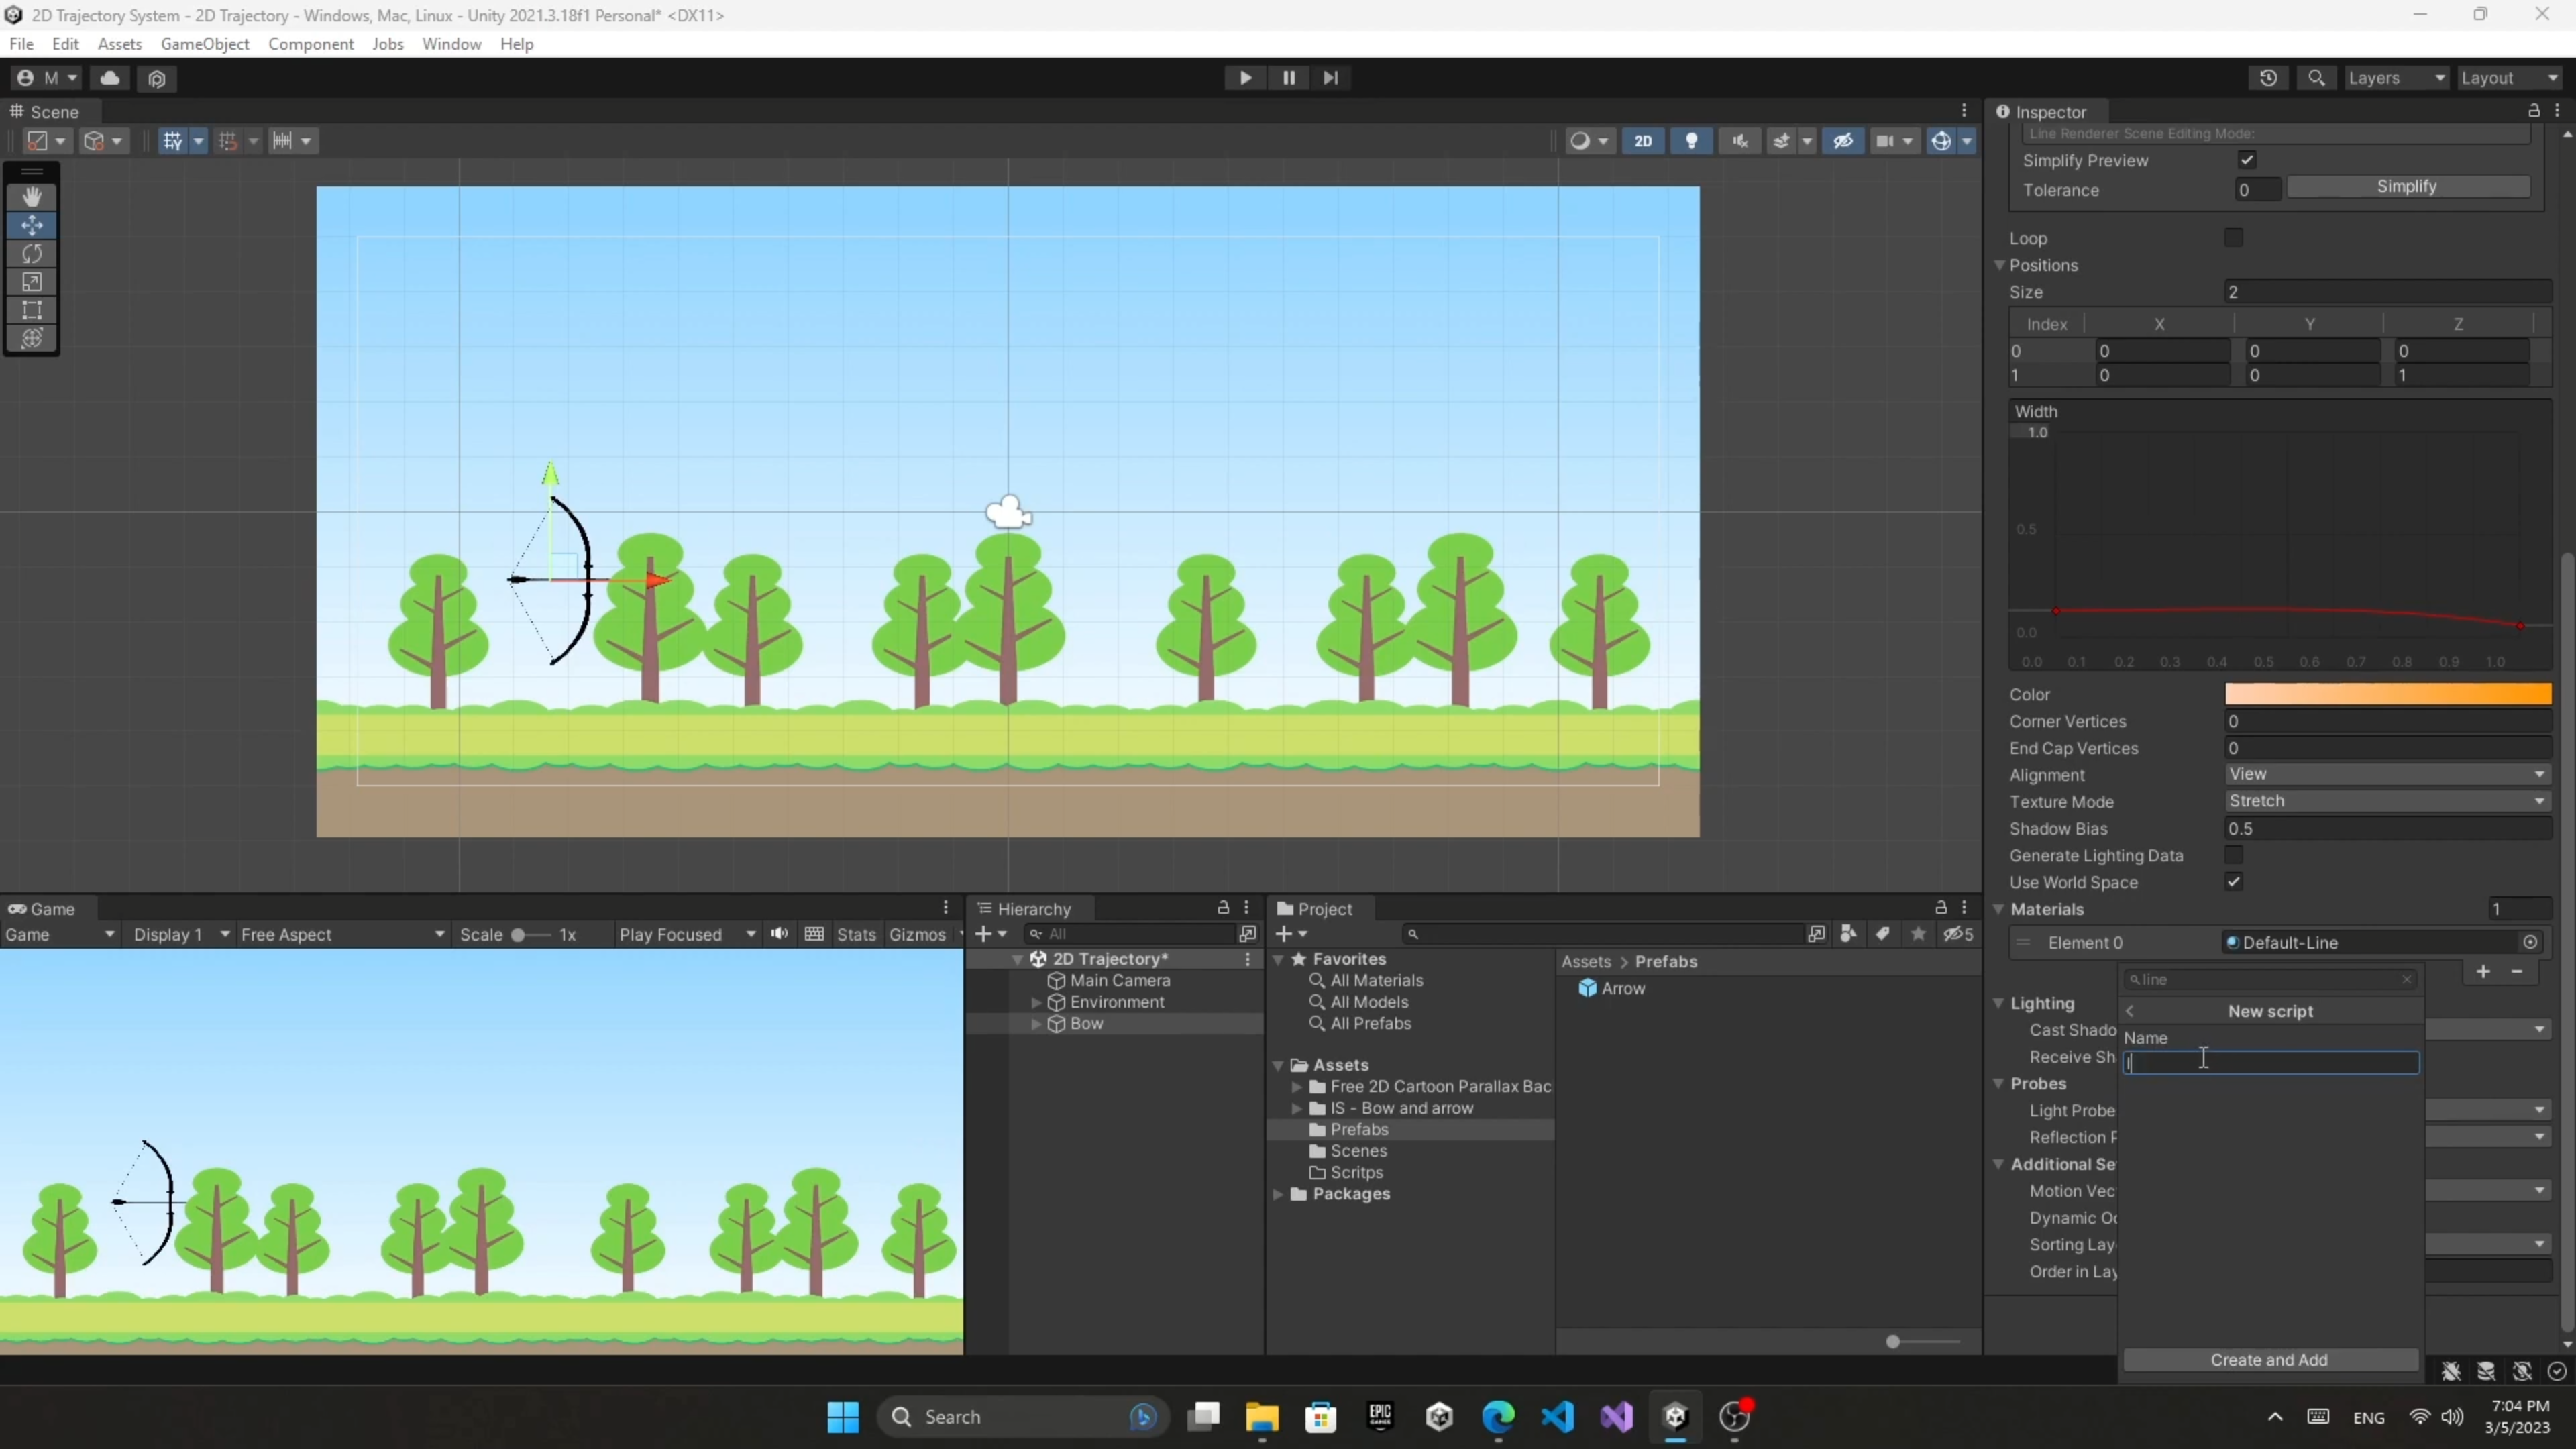 2D Trajectory System - 2D Trajectory - Windows, Mac, Linux - Unity 2021.3.18f1 Personal* <DX11>
File Edit Assets GameObject Component Jobs Window Help
M
Layers Layout
Scene
2D
Inspector
Line Renderer Scene Editing Mode:
Simplify Preview
Tolerance 0 Simplify
Loop
Positions
Size 2
Index X Y Z
0 0 0 0
1 0 0 1
Width
1.0
0.5
0.0
0.0 0.1 0.2 0.3 0.4 0.5 0.6 0.7 0.8 0.9 1.0
Color
Corner Vertices 0
End Cap Vertices 0
Alignment View
Texture Mode Stretch
Shadow Bias 0.5
Generate Lighting Data
Use World Space
Materials 1
Element 0 Default-Line
line
Lighting
New script
Cast Shado
Name
Receive Sh
Probes
Light Probe
Reflection P
Additional Se
Motion Vec
Dynamic Oc
Sorting Lay
Order in Lay
Create and Add
Game
Game Display 1 Free Aspect Scale 1x Play Focused Stats Gizmos
Hierarchy
All
2D Trajectory*
Main Camera
Environment
Bow
Project
5
Favorites
All Materials
All Models
All Prefabs
Assets
Free 2D Cartoon Parallax Bac
IS - Bow and arrow
Prefabs
Scenes
Scritps
Packages
Assets > Prefabs
Arrow
Search
EPIC GAMES
ENG
7:04 PM
3/5/2023